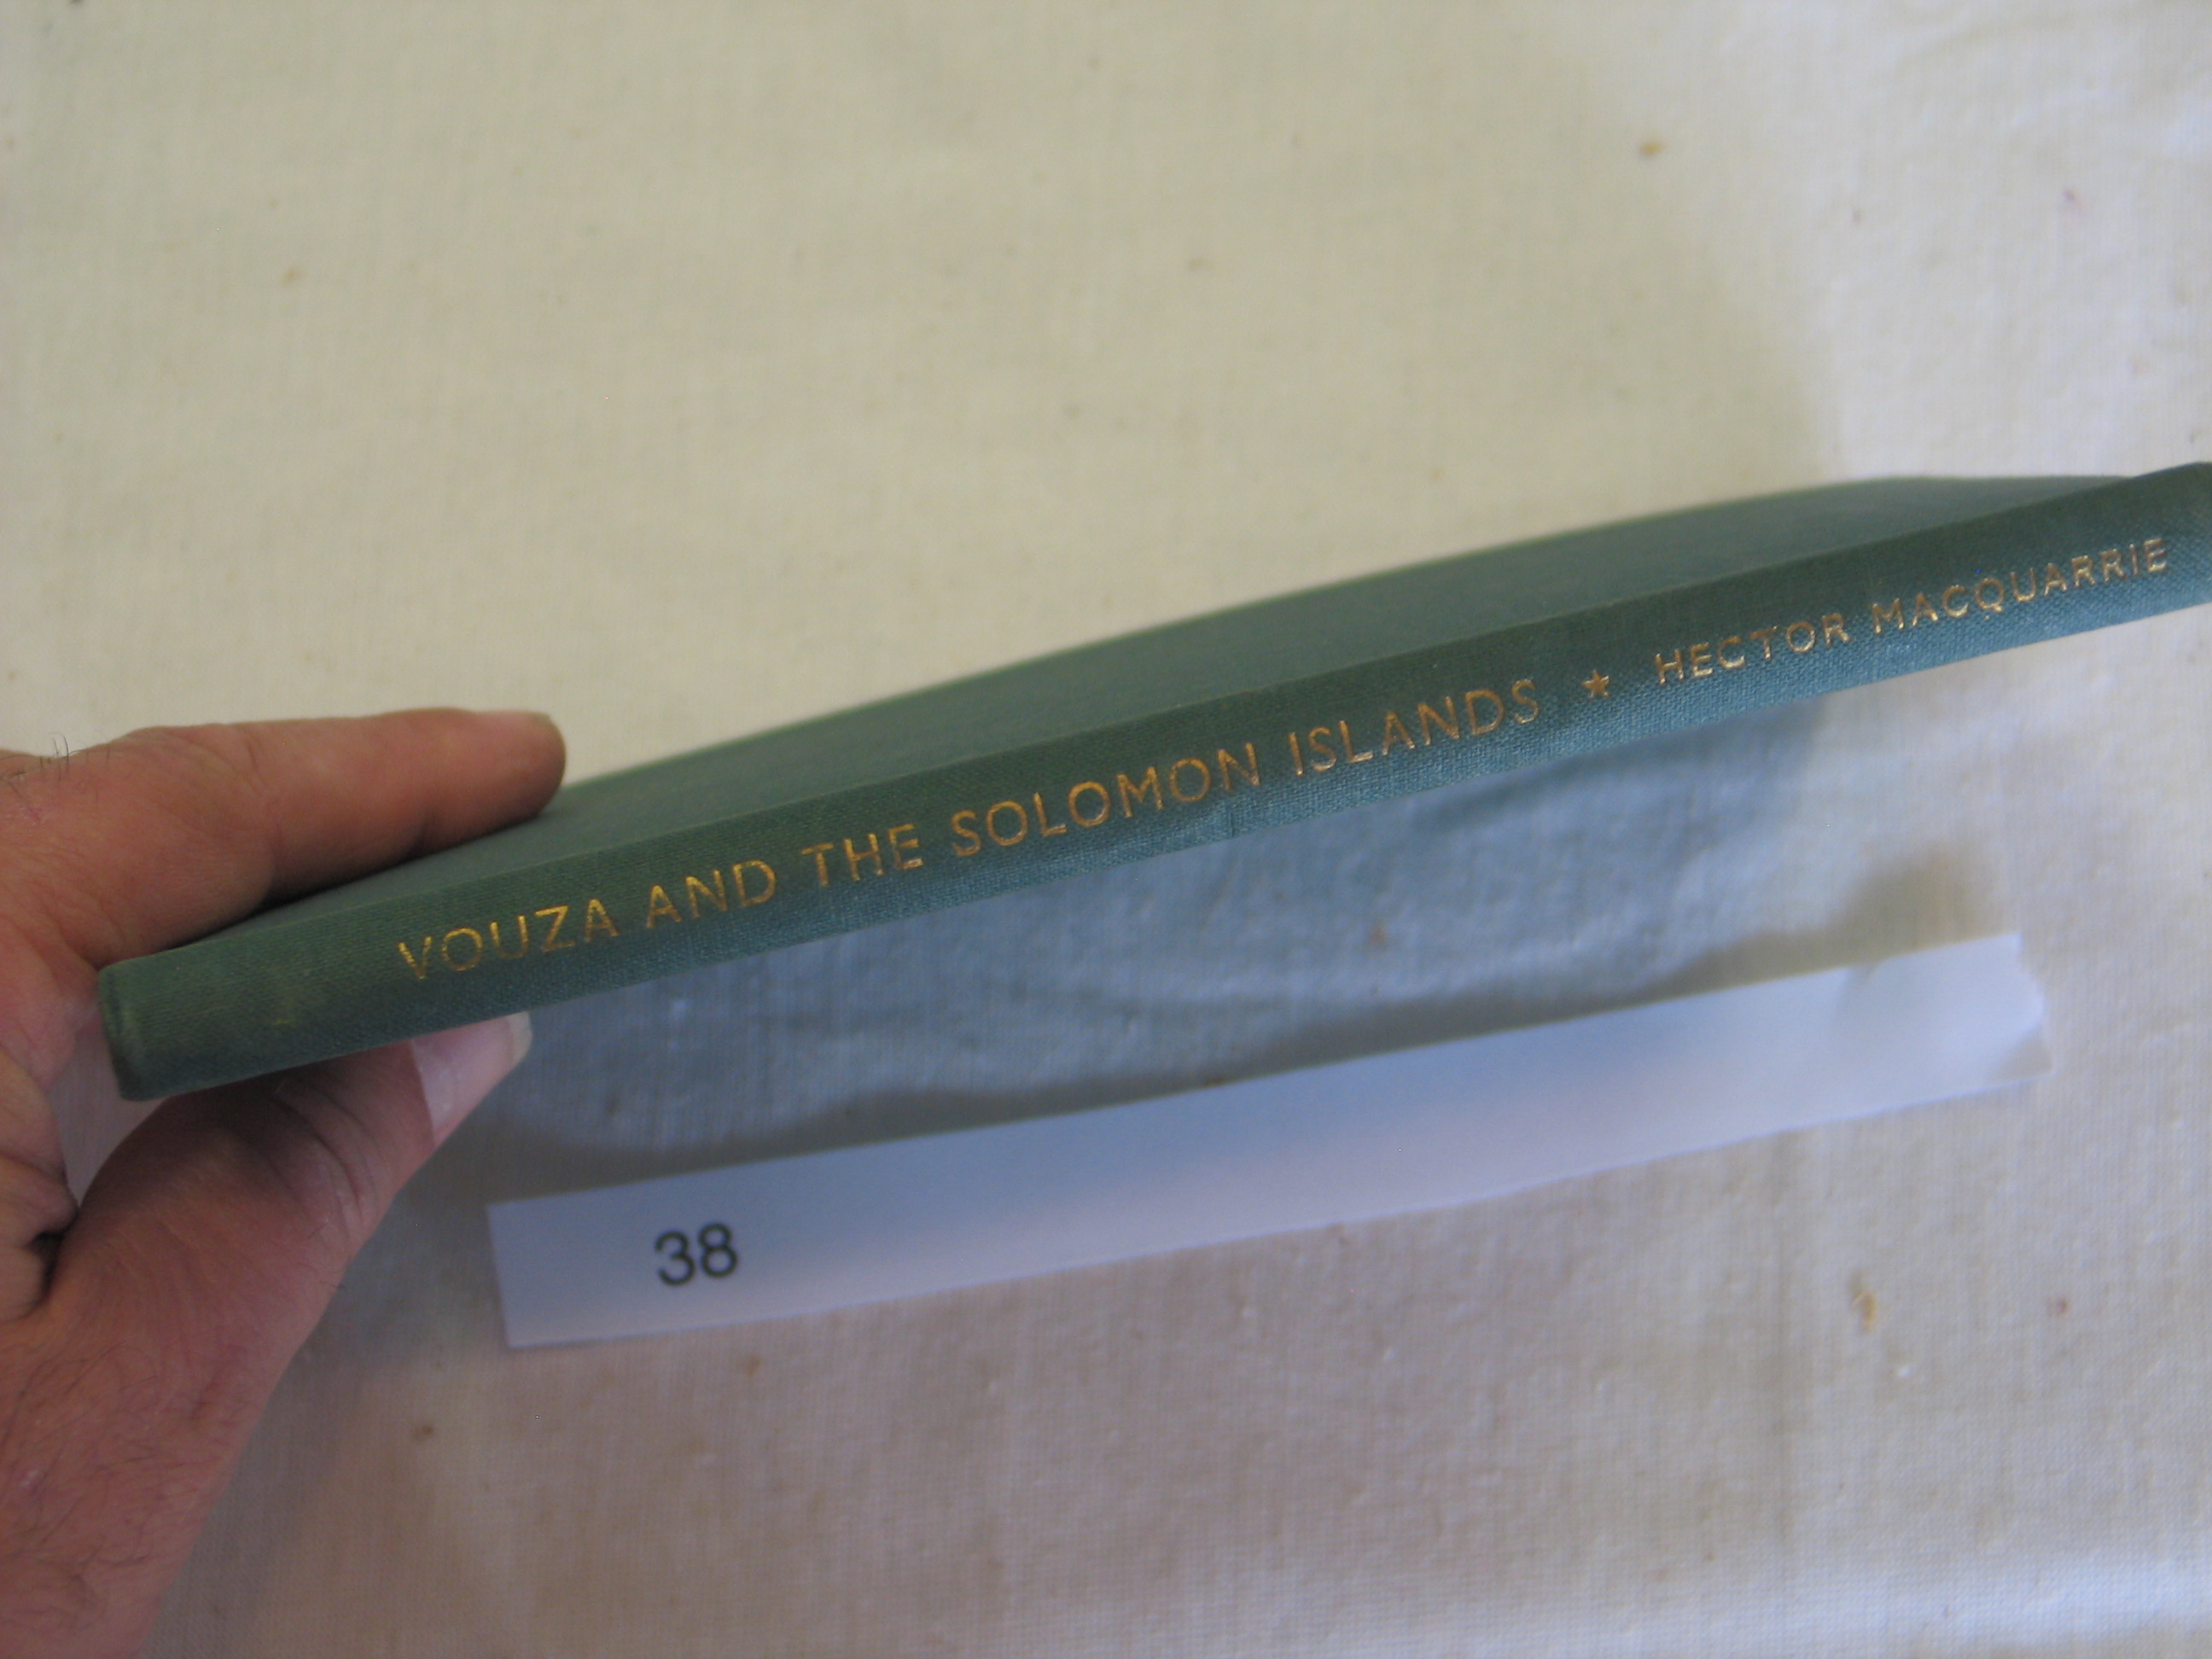 VOUZA AND THE SOLOMON ISLANDS ★ HECTOR MACQUARRIE
38